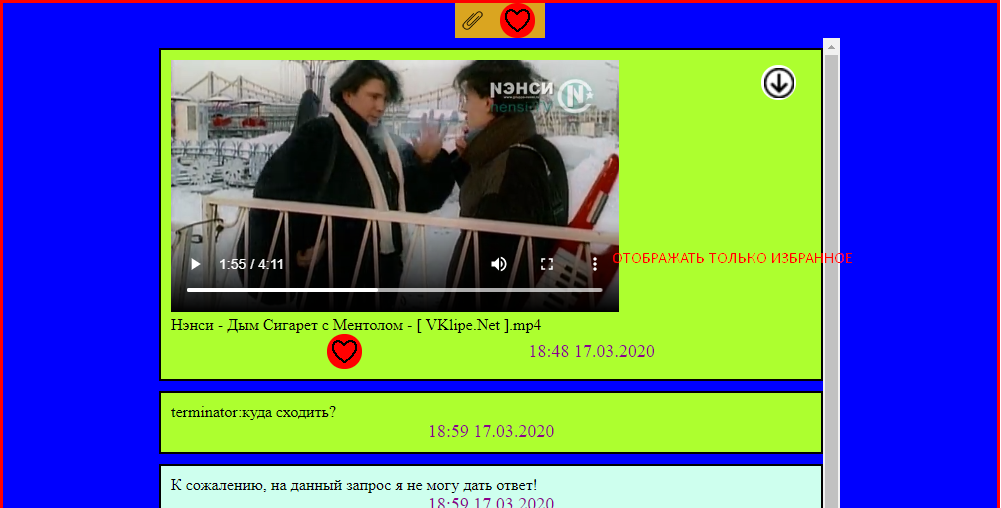 НЭНСИ
1:55 / 4:11
ОТОБРАЖАТЬ ТОЛЬКО ИЗБРАННОЕ
Нэнси - Дым Сигарет с Ментолом - [ VKlipe.Net ].mp4
18:48 17.03.2020
terminator:куда сходить?
18:59 17.03.2020
К сожалению, на данный запрос я не могу дать ответ!
18:59 17.03.2020